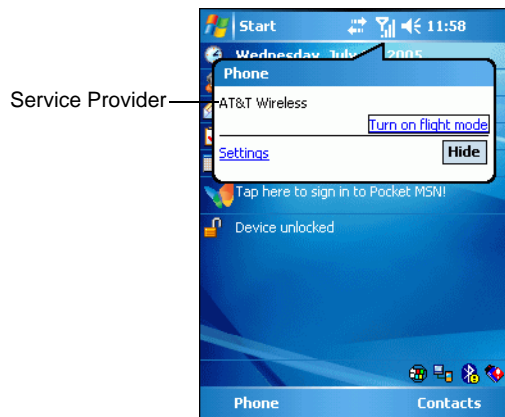 Start 11:58
Wednesday, July 2005
Phone
Service Provider
AT&T Wireless
Turn on flight mode
Settings
Hide
Tap here to sign in to Pocket MSN!
Device unlocked
Phone Contacts